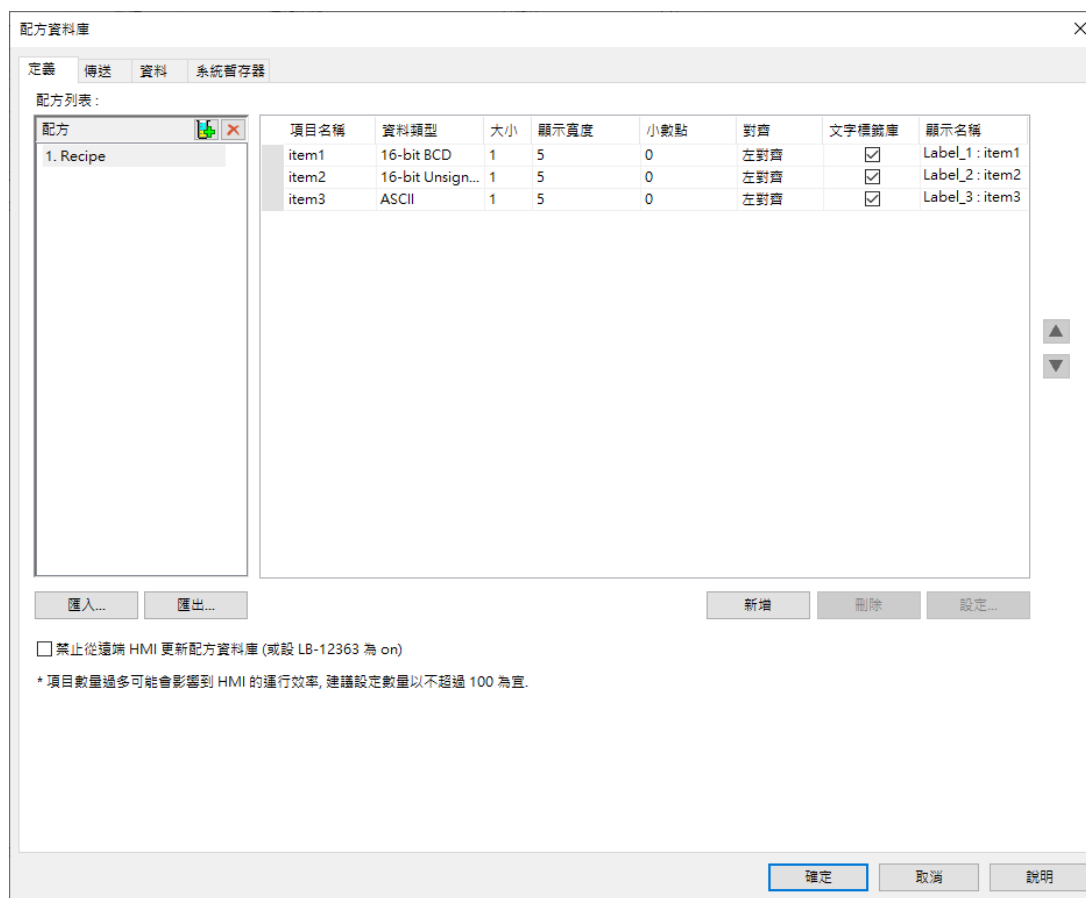 配方資料庫
定義 傳送 資料 系統暫存器
配方列表 :
配方
1. Recipe
項目名稱 資料類型 大小 顯示寬度 小數點 對齊 文字標籤庫 顯示名稱
item1 16-bit BCD 1 5 0 左對齊 Label_1 : item1
item2 16-bit Unsign... 1 5 0 左對齊 Label_2 : item2
item3 ASCII 1 5 0 左對齊 Label_3 : item3
匯入... 匯出... 新增 刪除 設定...
禁止從遠端 HMI 更新配方資料庫 (或設 LB-12363 為 on)
* 項目數量過多可能會影響到 HMI 的運行效率, 建議設定數量以不超過 100 為宜.
確定 取消 說明